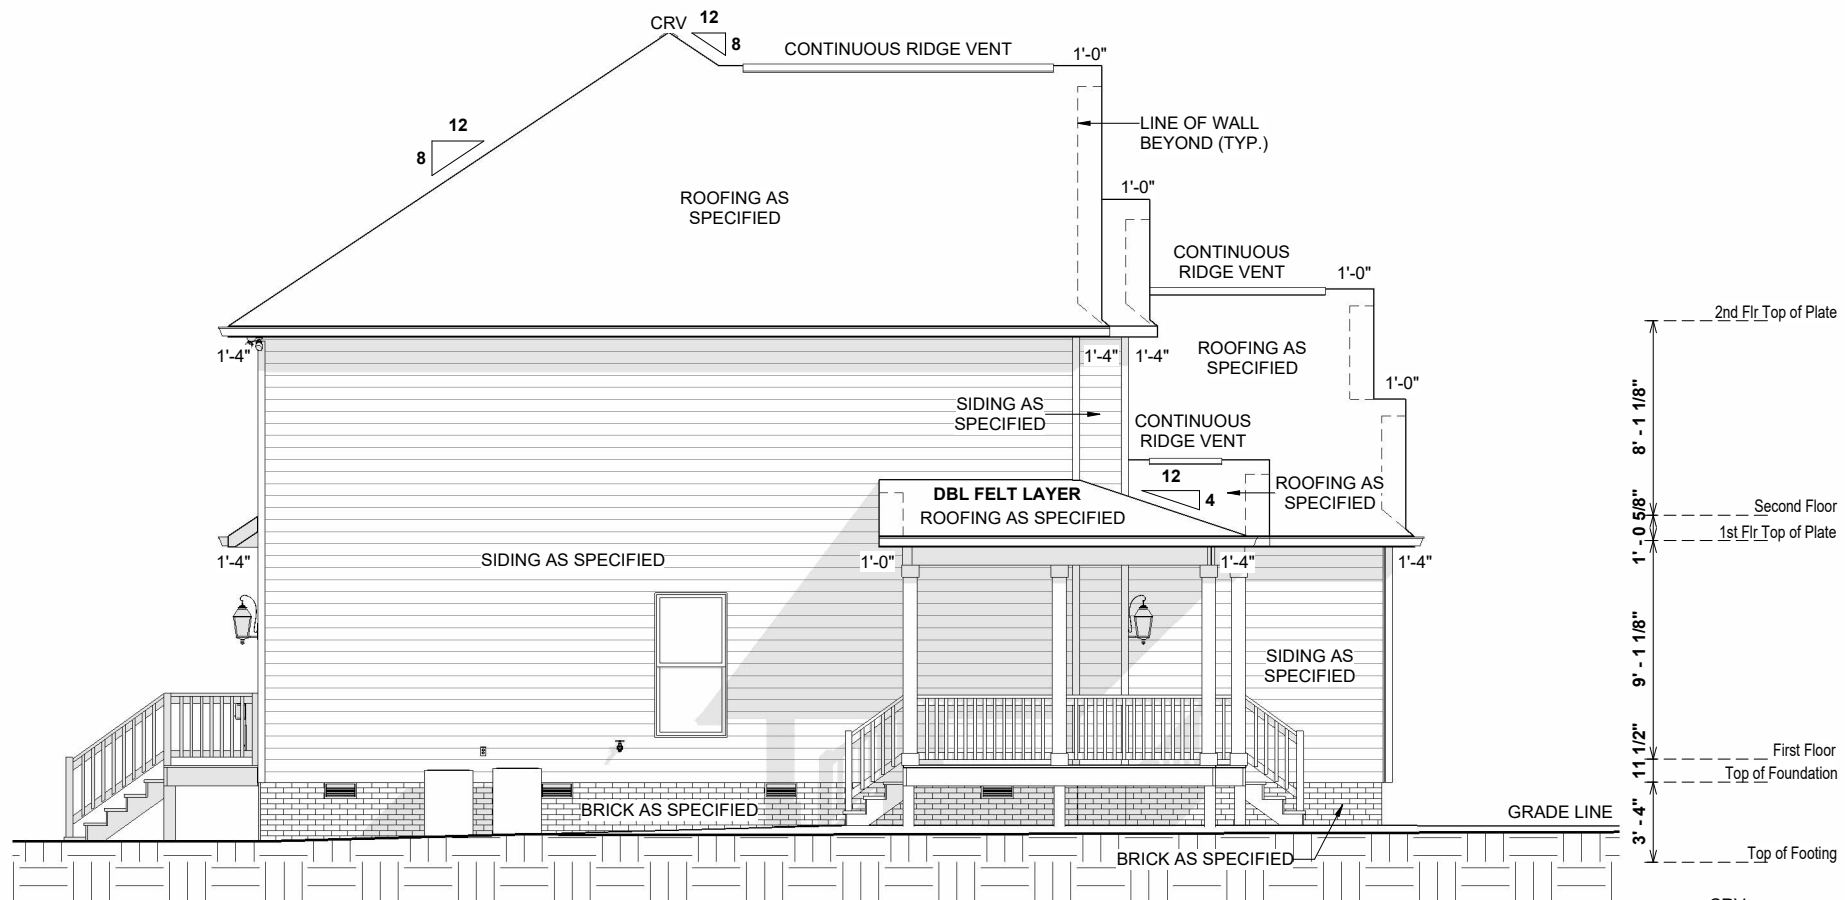 CRV
12
8
CONTINUOUS RIDGE VENT
1'-0"
12
8
LINE OF WALL
BEYOND (TYP.)
ROOFING AS
SPECIFIED
1'-0"
CONTINUOUS
RIDGE VENT
1'-0"
2nd Flr Top of Plate
1'-4"
1'-4"
1'-4"
ROOFING AS
SPECIFIED
1'-0"
8' - 1 1/8"
SIDING AS
SPECIFIED
CONTINUOUS
RIDGE VENT
12
4
ROOFING AS
SPECIFIED
DBL FELT LAYER
ROOFING AS SPECIFIED
Second Floor
1' - 0 5/8"
1st Flr Top of Plate
1'-4"
SIDING AS SPECIFIED
1'-0"
1'-4"
1'-4"
9' - 1 1/8"
SIDING AS
SPECIFIED
First Floor
11 1/2"
Top of Foundation
BRICK AS SPECIFIED
GRADE LINE
3' - 4"
BRICK AS SPECIFIED
Top of Footing